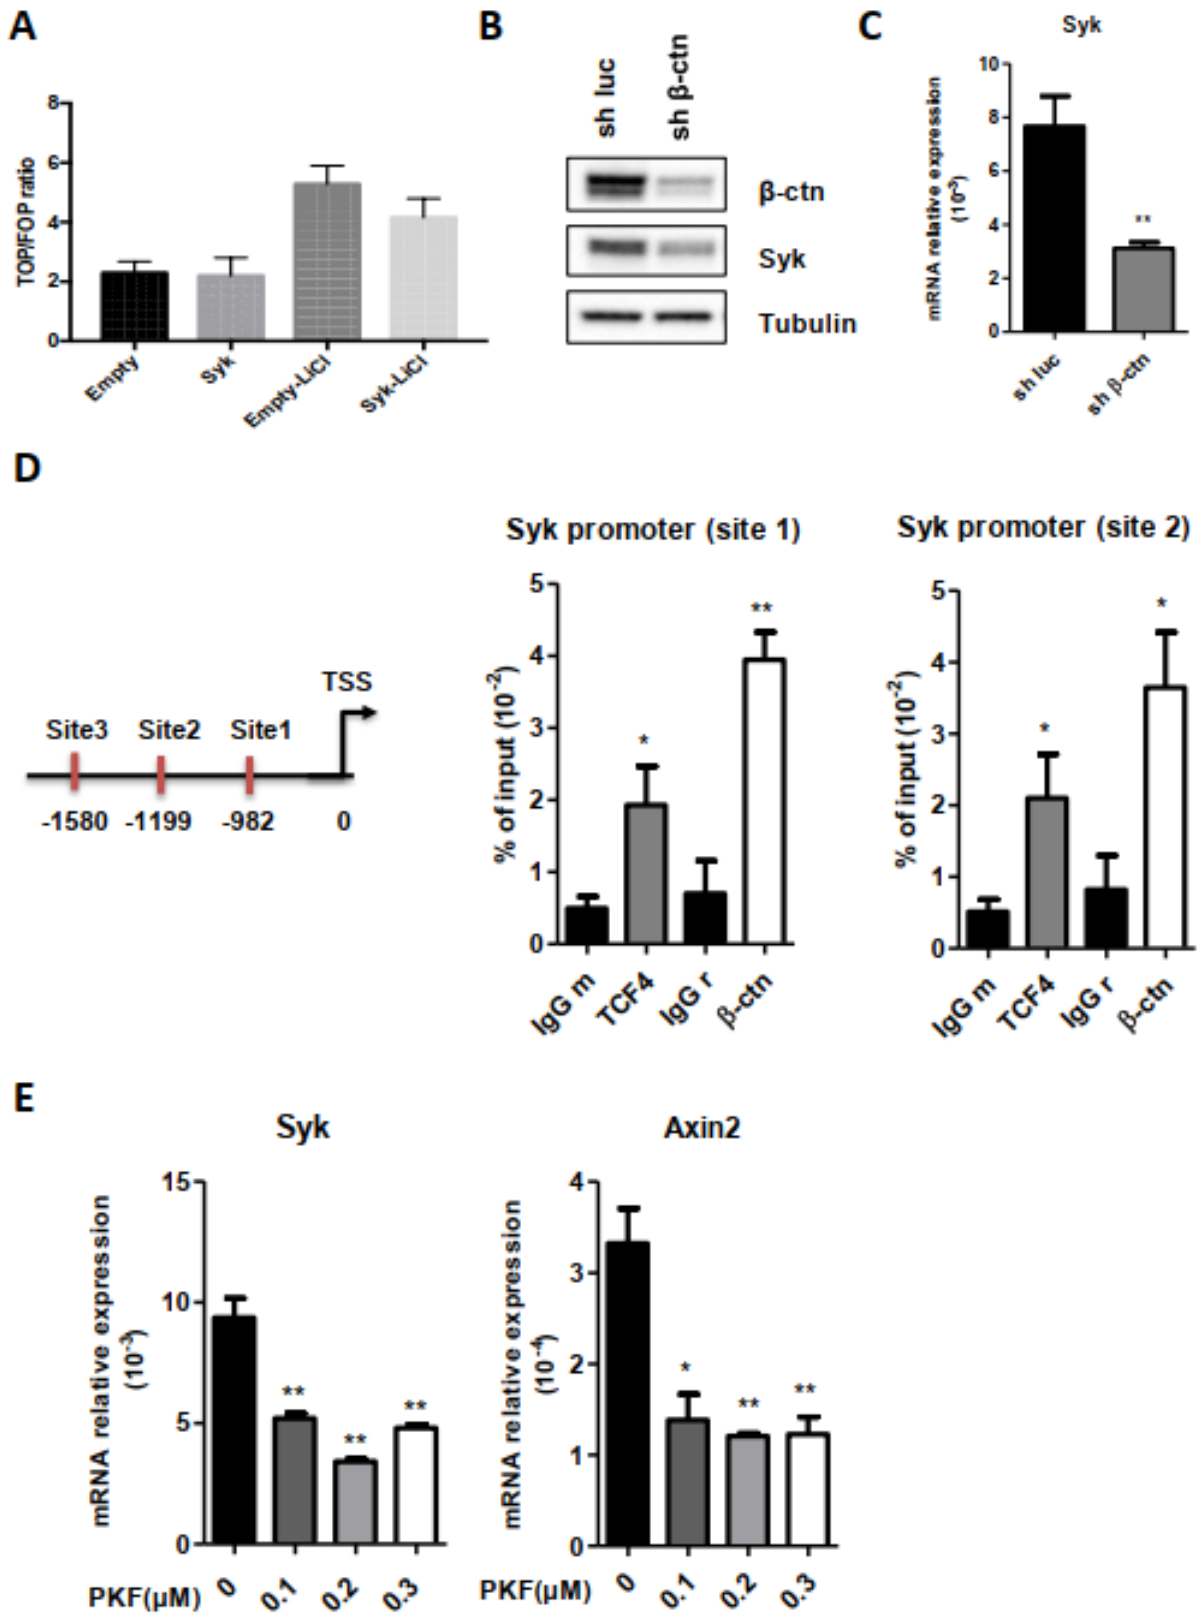 A
TOP/FOP ratio
8
6
4
2
0
Empty
Syk
Empty-LiCl
Syk-LiCl
B
sh luc
sh β-ctn
β-ctn
Syk
Tubulin
C
Syk
mRNA relative expression
(10⁻³)
10
8
6
4
2
0
**
sh luc
sh β-ctn
D
TSS
Site3 Site2 Site1
-1580 -1199 -982 0
Syk promoter (site 1)
% of input (10⁻²)
5
4
3
2
1
0
*
**
IgG m
TCF4
IgG r
β-ctn
Syk promoter (site 2)
% of input (10⁻²)
5
4
3
2
1
0
*
*
IgG m
TCF4
IgG r
β-ctn
E
Syk
mRNA relative expression
(10⁻³)
15
10
5
0
**
**
**
PKF(µM) 0 0.1 0.2 0.3
Axin2
mRNA relative expression
(10⁻⁴)
4
3
2
1
0
*
**
**
PKF(µM) 0 0.1 0.2 0.3